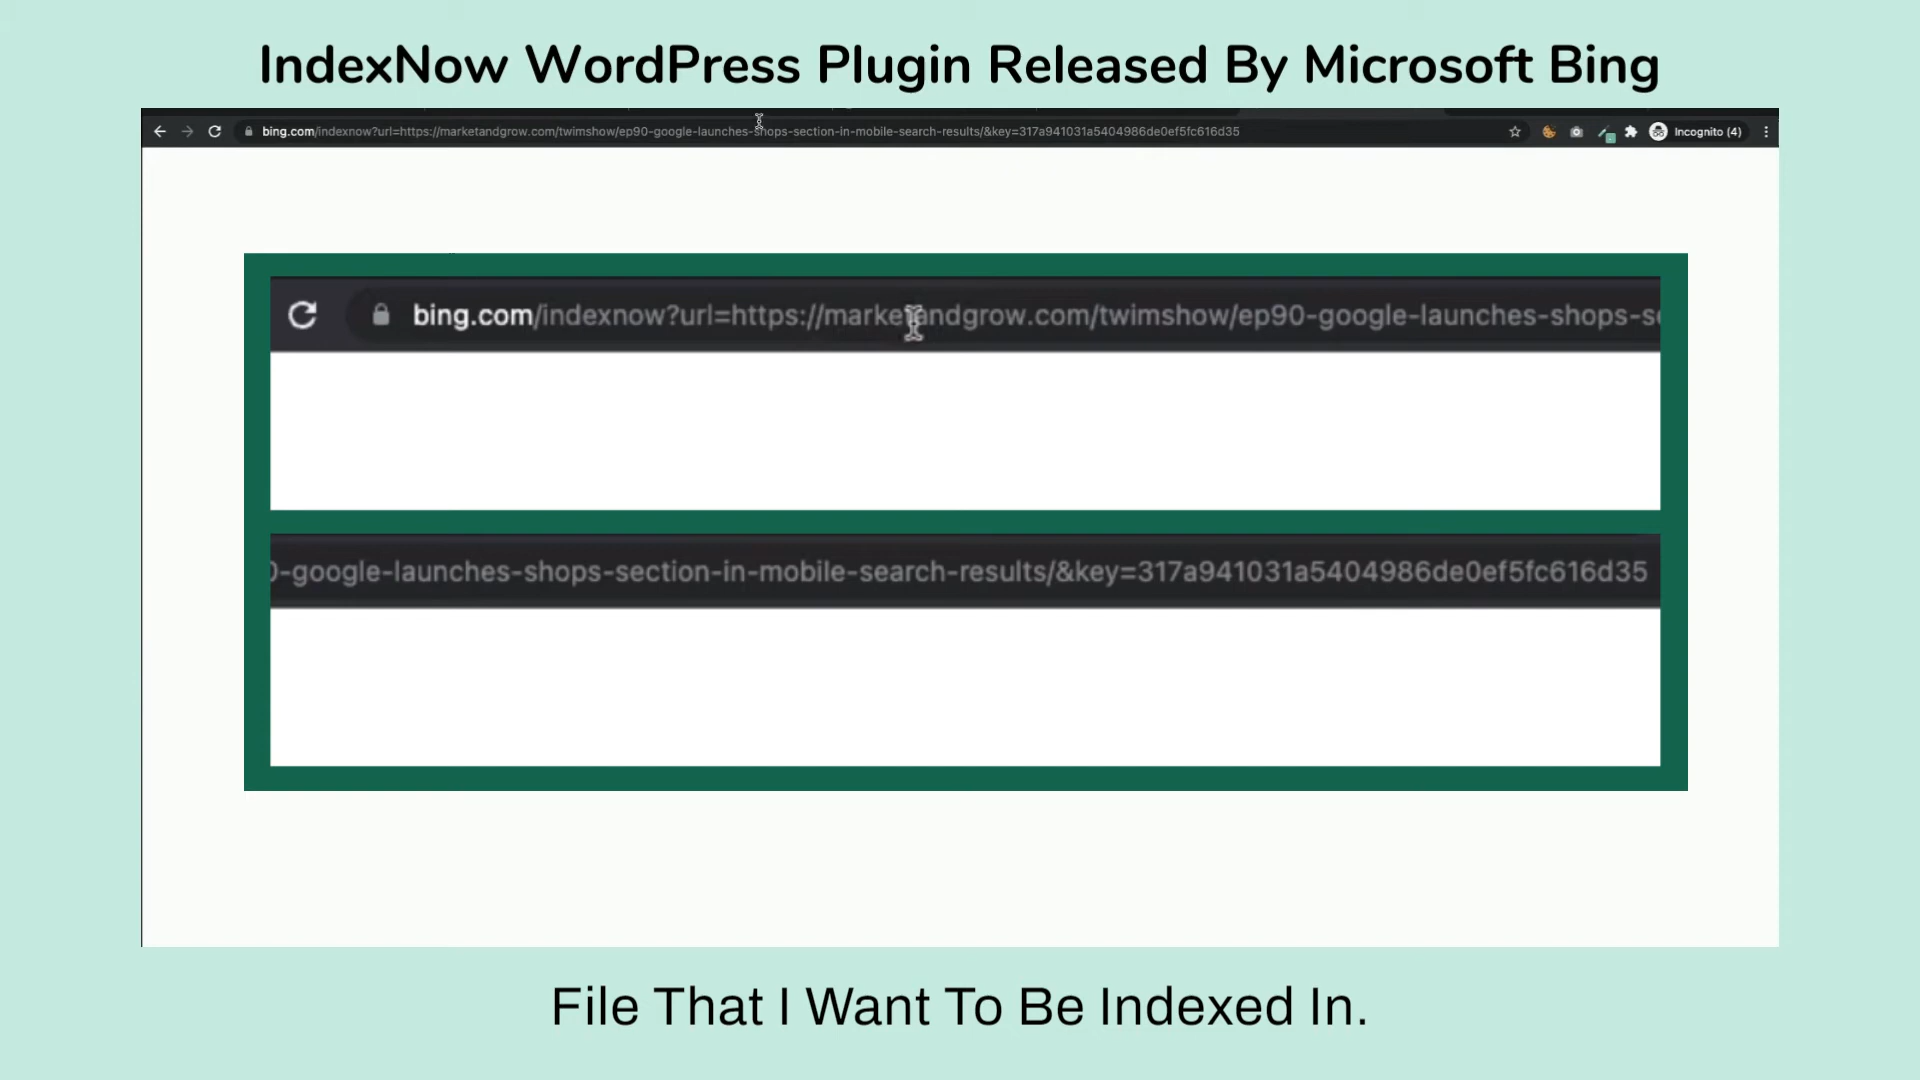 IndexNow WordPress Plugin Released By Microsoft Bing
bing.com/indexnow?url=https://marketandgrow.com/twimshow/ep90-google-launches-shops-section-in-mobile-search-results/&key=317a941031a5404986de0ef5fc616d35
Incognito (4)
bing.com/indexnow?url=https://marketandgrow.com/twimshow/ep90-google-launches-shops-s
-google-launches-shops-section-in-mobile-search-results/&key=317a941031a5404986de0ef5fc616d35
File That I Want To Be Indexed In.